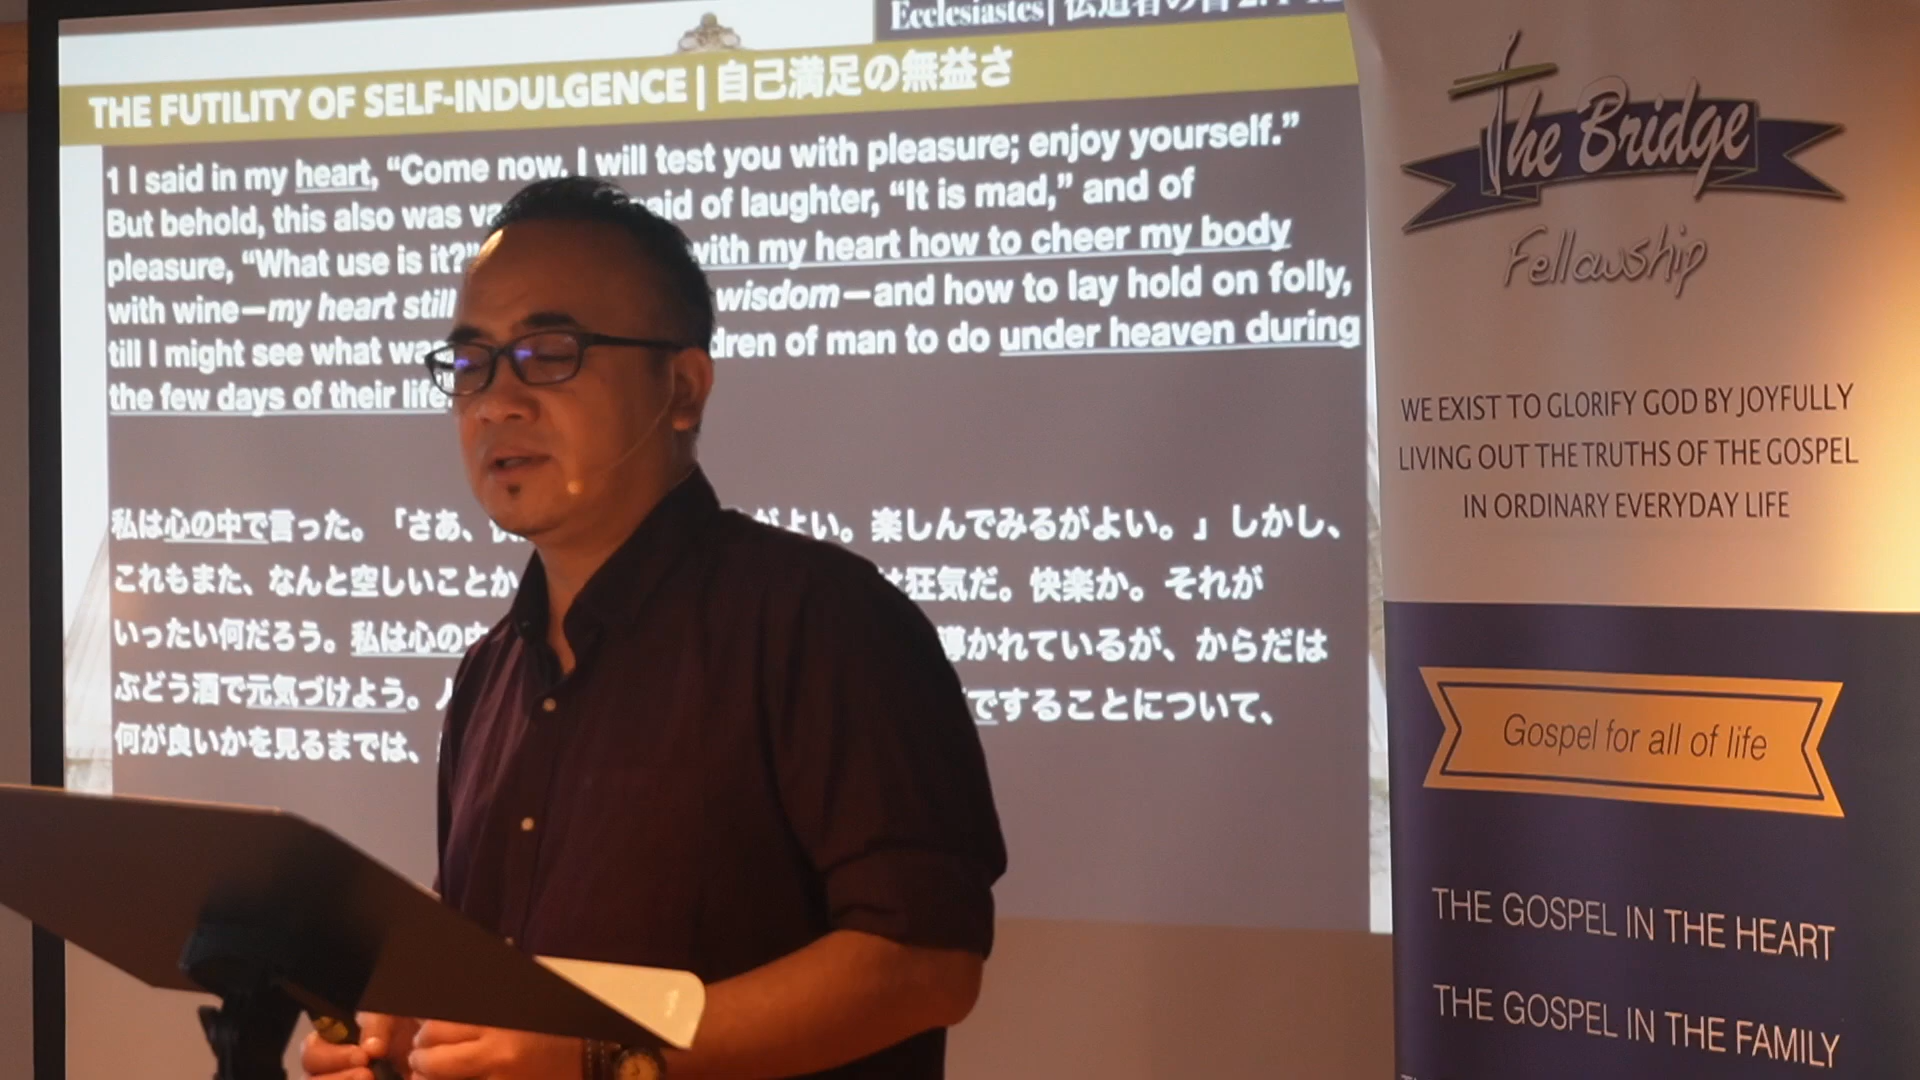 Ecclesiastes| 伝道者の書
THE FUTILITY OF SELF-INDULGENCE | 自己満足の無益さ
1 I said in my heart, “Come now, I will test you with pleasure; enjoy yourself.”
But behold, this also was said of laughter, “It is mad,” and of
pleasure, “What use is it?” with my heart how to cheer my body
with wine—my heart still wisdom—and how to lay hold on folly,
till I might see what was of man to do under heaven during
the few days of their life.
私は心の中で言った。「さあ、 がよい。楽しんでみるがよい。」しかし、
これもまた、なんと空しいことか は狂気だ。快楽か。それが
いったい何だろう。私は心の中 導かれているが、からだは
ぶどう酒で元気づけよう。人 ですることについて、
何が良いかを見るまでは、
The Bridge
Fellowship
WE EXIST TO GLORIFY GOD BY JOYFULLY
LIVING OUT THE TRUTHS OF THE GOSPEL
IN ORDINARY EVERYDAY LIFE
Gospel for all of life
THE GOSPEL IN THE HEART
THE GOSPEL IN THE FAMILY